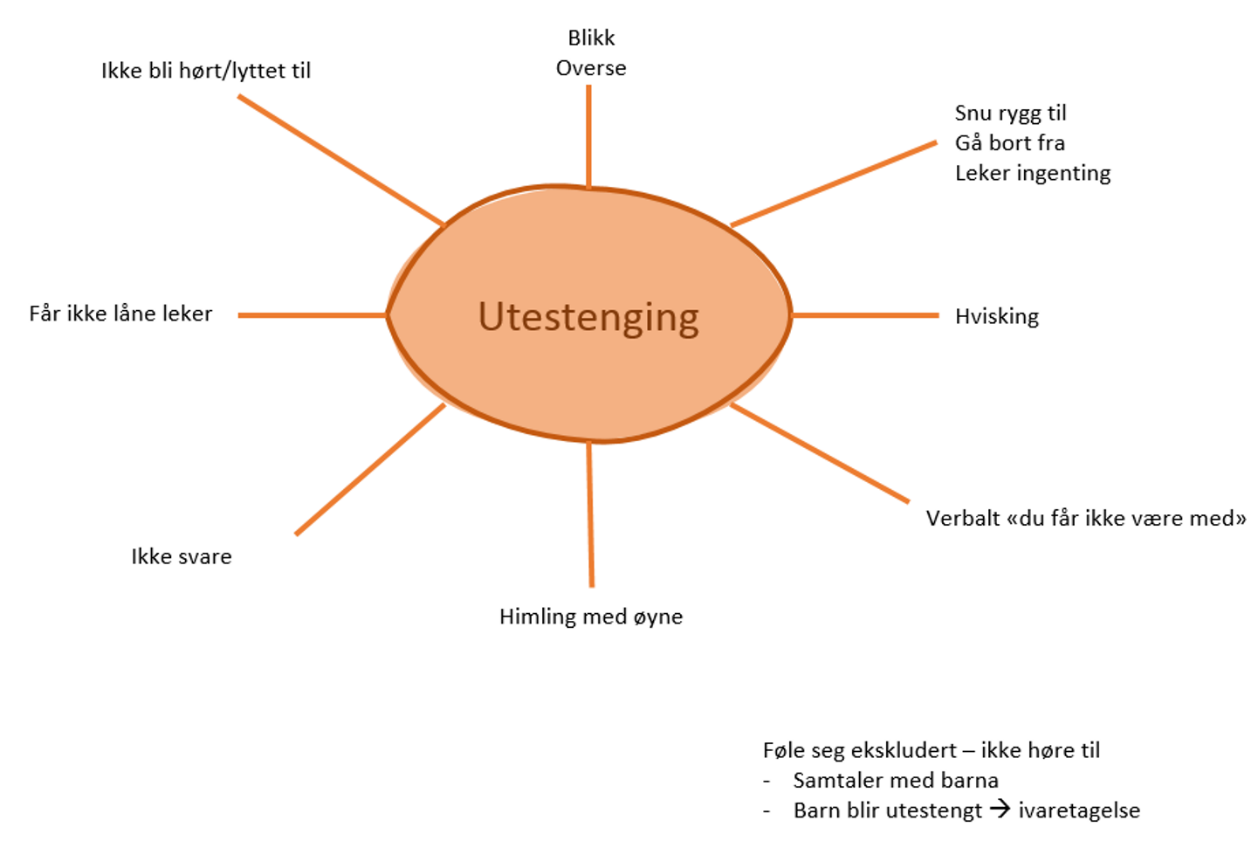 Blikk
Overse
Ikke bli hørt/lyttet til
Snu rygg til
Gå bort fra
Leker ingenting
Får ikke låne leker
Utestenging
Hvisking
Verbalt «du får ikke være med»
Ikke svare
Himling med øyne
Føle seg ekskludert – ikke høre til
- Samtaler med barna
- Barn blir utestengt → ivaretagelse